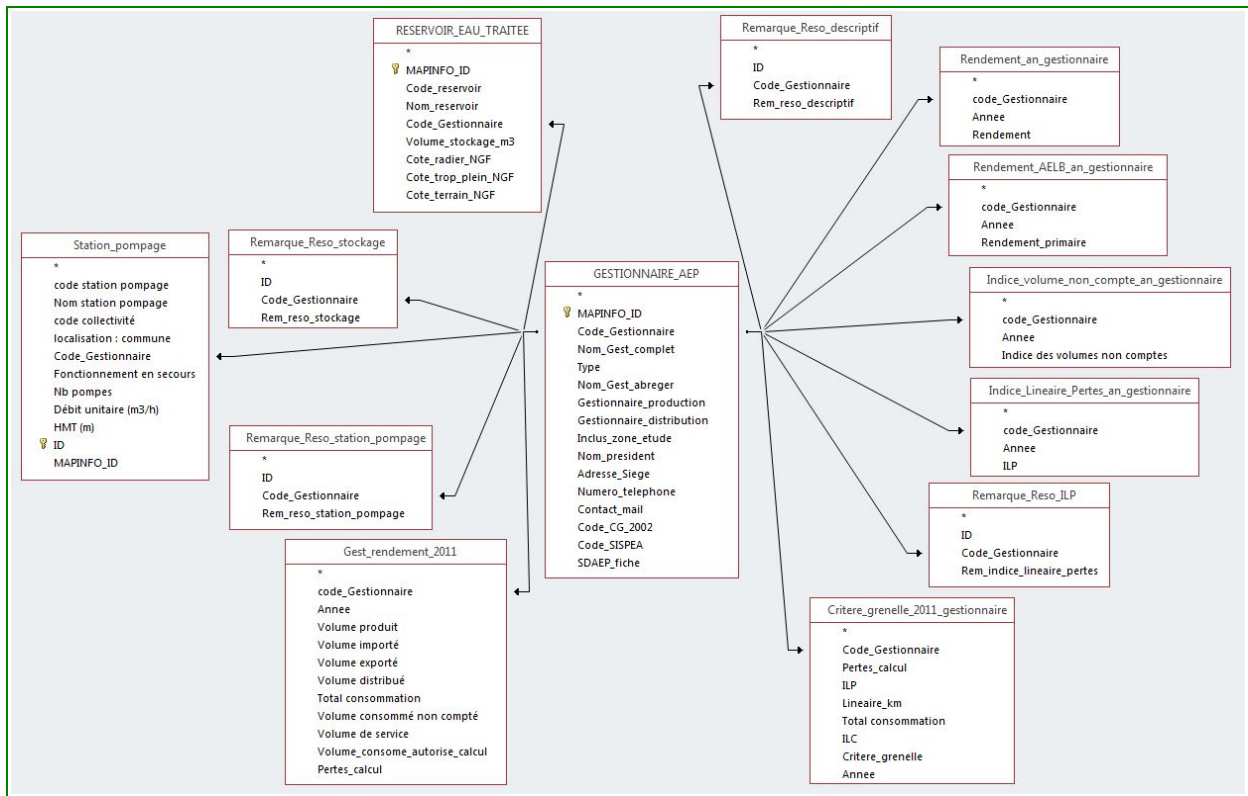 RESERVOIR_EAU_TRAITEE
*
MAPINFO_ID
Code_reservoir
Nom_reservoir
Code_Gestionnaire
Volume_stockage_m3
Cote_radier_NGF
Cote_trop_plein_NGF
Cote_terrain_NGF
Remarque_Reso_descriptif
*
ID
Code_Gestionnaire
Rem_reso_descriptif
Rendement_an_gestionnaire
*
code_Gestionnaire
Annee
Rendement
Rendement_AELB_an_gestionnaire
*
code_Gestionnaire
Annee
Rendement_primaire
Station_pompage
*
code station pompage
Nom station pompage
code collectivité
localisation : commune
Code_Gestionnaire
Fonctionnement en secours
Nb pompes
Débit unitaire (m3/h)
HMT (m)
ID
MAPINFO_ID
Remarque_Reso_stockage
*
ID
Code_Gestionnaire
Rem_reso_stockage
GESTIONNAIRE_AEP
*
MAPINFO_ID
Code_Gestionnaire
Nom_Gest_complet
Type
Nom_Gest_abreger
Gestionnaire_production
Gestionnaire_distribution
Inclus_zone_etude
Nom_president
Adresse_Siege
Numero_telephone
Contact_mail
Code_CG_2002
Code_SISPEA
SDAEP_fiche
Indice_volume_non_compte_an_gestionnaire
*
code_Gestionnaire
Annee
Indice des volumes non comptes
Indice_Lineaire_Pertes_an_gestionnaire
*
code_Gestionnaire
Annee
ILP
Remarque_Reso_station_pompage
*
ID
Code_Gestionnaire
Rem_reso_station_pompage
Remarque_Reso_ILP
*
ID
Code_Gestionnaire
Rem_indice_lineaire_pertes
Gest_rendement_2011
*
code_Gestionnaire
Annee
Volume produit
Volume importé
Volume exporté
Volume distribué
Total consommation
Volume consommé non compté
Volume de service
Volume_consome_autorise_calcul
Pertes_calcul
Critere_grenelle_2011_gestionnaire
*
Code_Gestionnaire
Pertes_calcul
ILP
Lineaire_km
Total consommation
ILC
Critere_grenelle
Annee